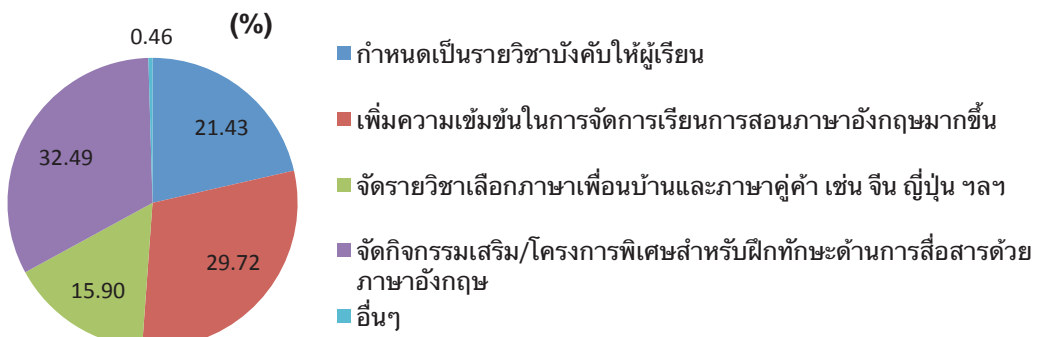 (%)
0.46
21.43
32.49
29.72
15.90
กำหนดเป็นรายวิชาบังคับให้ผู้เรียน
เพิ่มความเข้มข้นในการจัดการเรียนการสอนภาษาอังกฤษมากขึ้น
จัดรายวิชาเลือกภาษาเพื่อนบ้านและภาษาคู่ค้า เช่น จีน ญี่ปุ่น ฯลฯ
จัดกิจกรรมเสริม/โครงการพิเศษสำหรับฝึกทักษะด้านการสื่อสารด้วย
ภาษาอังกฤษ
อื่นๆ